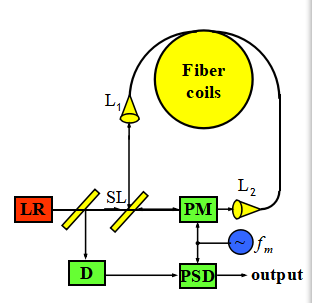 Fiber
coils
L1
SL
L2
LR
PM
~ fm
D
PSD
output